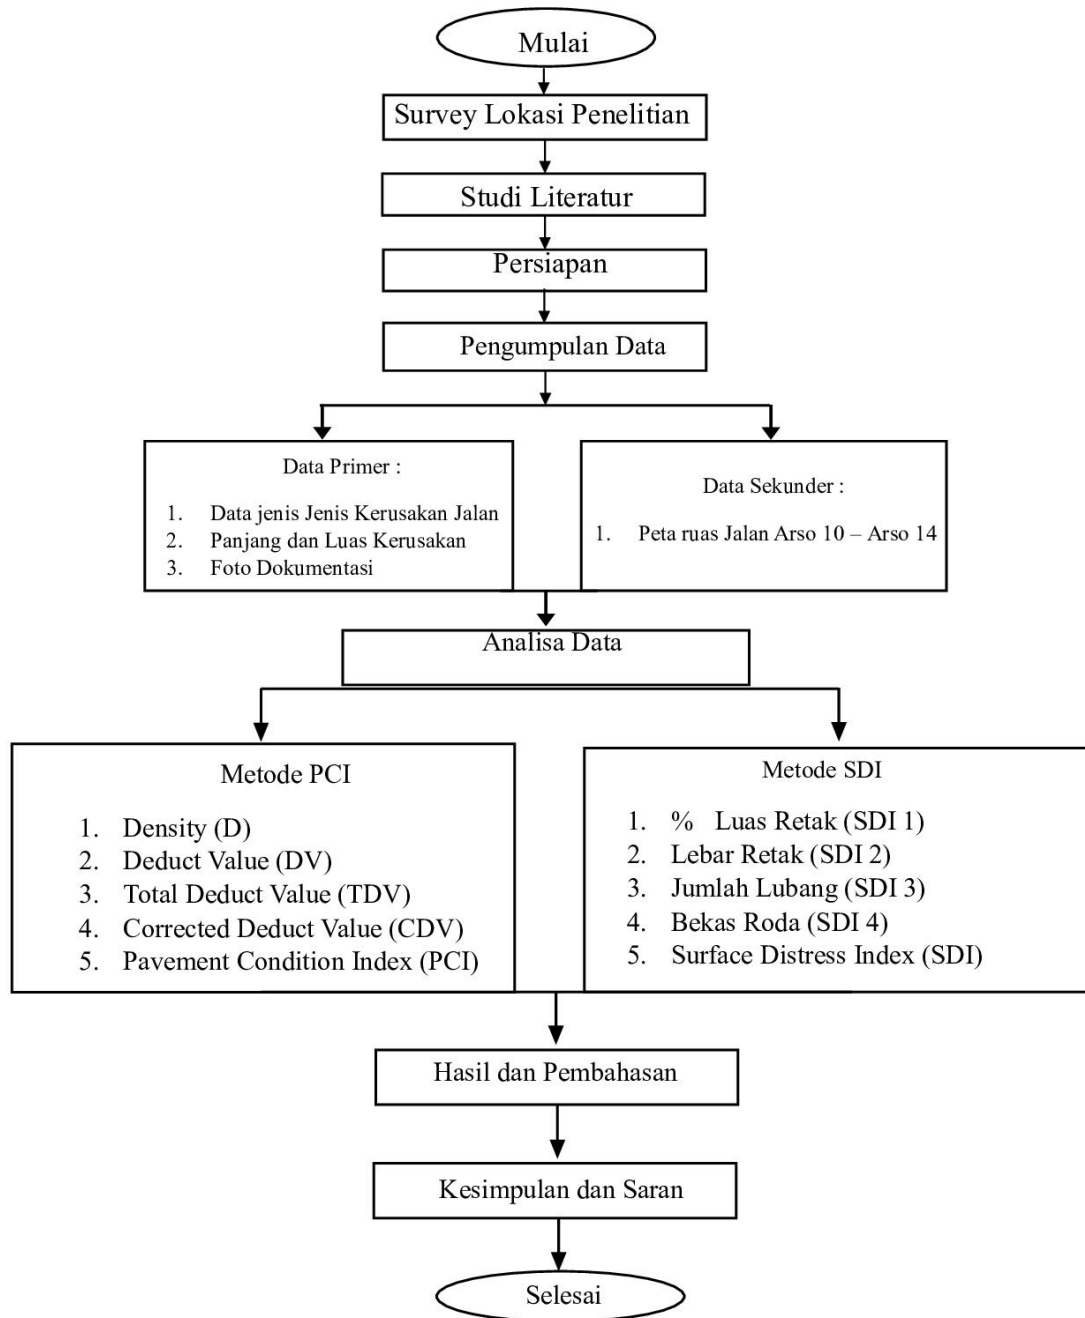 Mulai
Survey Lokasi Penelitian
Studi Literatur
Persiapan
Pengumpulan Data
Data Primer :
1. Data jenis Jenis Kerusakan Jalan
2. Panjang dan Luas Kerusakan
3. Foto Dokumentasi
Data Sekunder :
1. Peta ruas Jalan Arso 10 – Arso 14
Analisa Data
Metode PCI
1. Density (D)
2. Deduct Value (DV)
3. Total Deduct Value (TDV)
4. Corrected Deduct Value (CDV)
5. Pavement Condition Index (PCI)
Metode SDI
1. % Luas Retak (SDI 1)
2. Lebar Retak (SDI 2)
3. Jumlah Lubang (SDI 3)
4. Bekas Roda (SDI 4)
5. Surface Distress Index (SDI)
Hasil dan Pembahasan
Kesimpulan dan Saran
Selesai